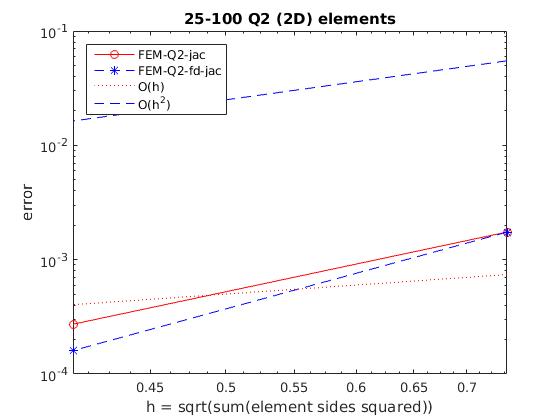 25-100 Q2 (2D) elements
FEM-Q2-jac
FEM-Q2-fd-jac
O(h)
O(h²)
error
10⁻¹
10⁻²
10⁻³
10⁻⁴
0.45 0.5 0.55 0.6 0.65 0.7
h = sqrt(sum(element sides squared))